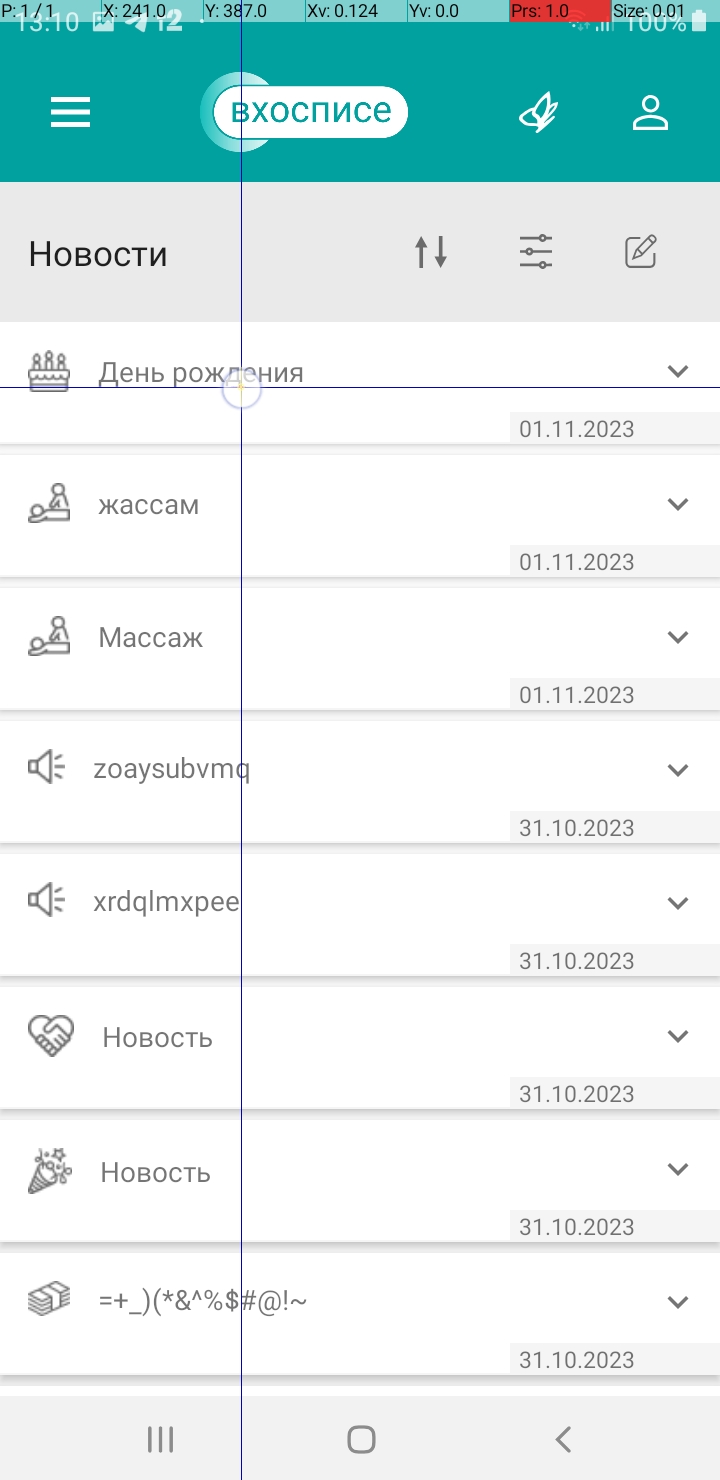 P: 1 / 1 X: 241.0 Y: 387.0 Xv: 0.124 Yv: 0.0 Prs: 1.0 Size: 0.01
13:10 100%
вхосписе
Новости
День рождения
01.11.2023
жассам
01.11.2023
Массаж
01.11.2023
zoaysubvmq
31.10.2023
xrdqlmxpee
31.10.2023
Новость
31.10.2023
Новость
31.10.2023
=+_)(*&^%$#@!~
31.10.2023